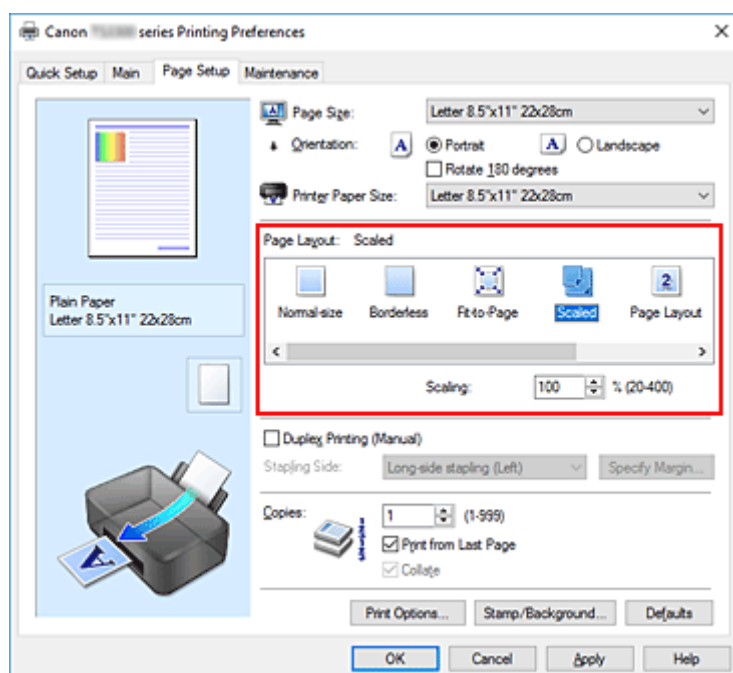 Canon series Printing Preferences
Quick Setup Main Page Setup Maintenance
Page Size: Letter 8.5"x11" 22x28cm
Orientation: A Portrait A Landscape
Rotate 180 degrees
Printer Paper Size: Letter 8.5"x11" 22x28cm
Page Layout: Scaled
Normal-size Borderless Fit-to-Page Scaled 2 Page Layout
Scaling: 100 % (20-400)
Plain Paper
Letter 8.5"x11" 22x28cm
Duplex Printing (Manual)
Stapling Side: Long-side stapling (Left) Specify Margin...
Copies: 1 (1-999)
Print from Last Page
Collate
A
Print Options... Stamp/Background... Defaults
OK Cancel Apply Help